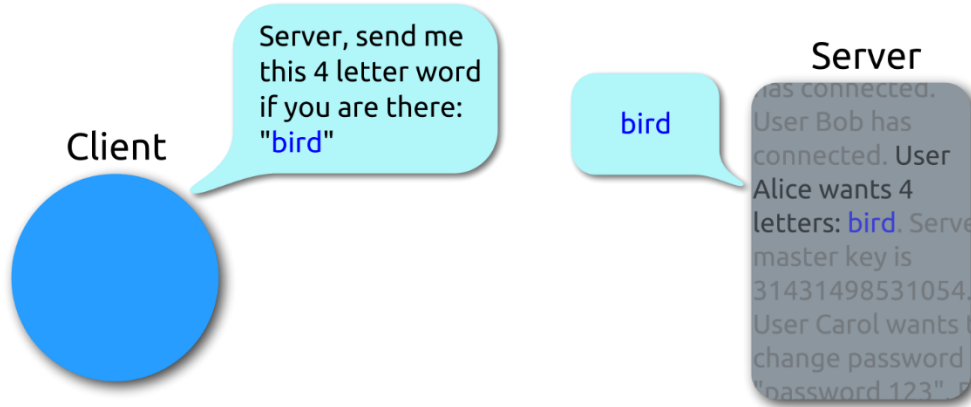 Client
Server, send me
this 4 letter word
if you are there:
"bird"
bird
Server
has connected.
User Bob has
connected. User
Alice wants 4
letters: bird. Serve
master key is
31431498531054.
User Carol wants t
change password
"password 123".